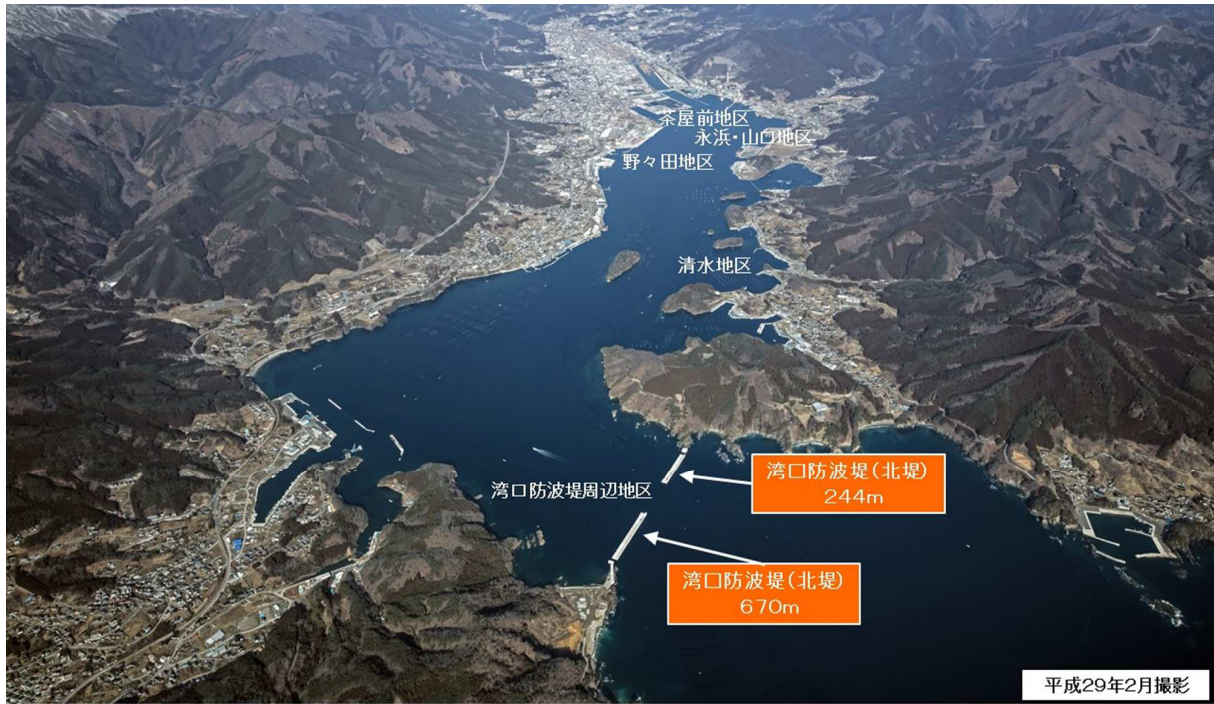 茶屋前地区
永浜・山口地区
野々田地区
清水地区
湾口防波堤(北堤)
244m
湾口防波堤周辺地区
湾口防波堤(北堤)
670m
平成29年2月撮影